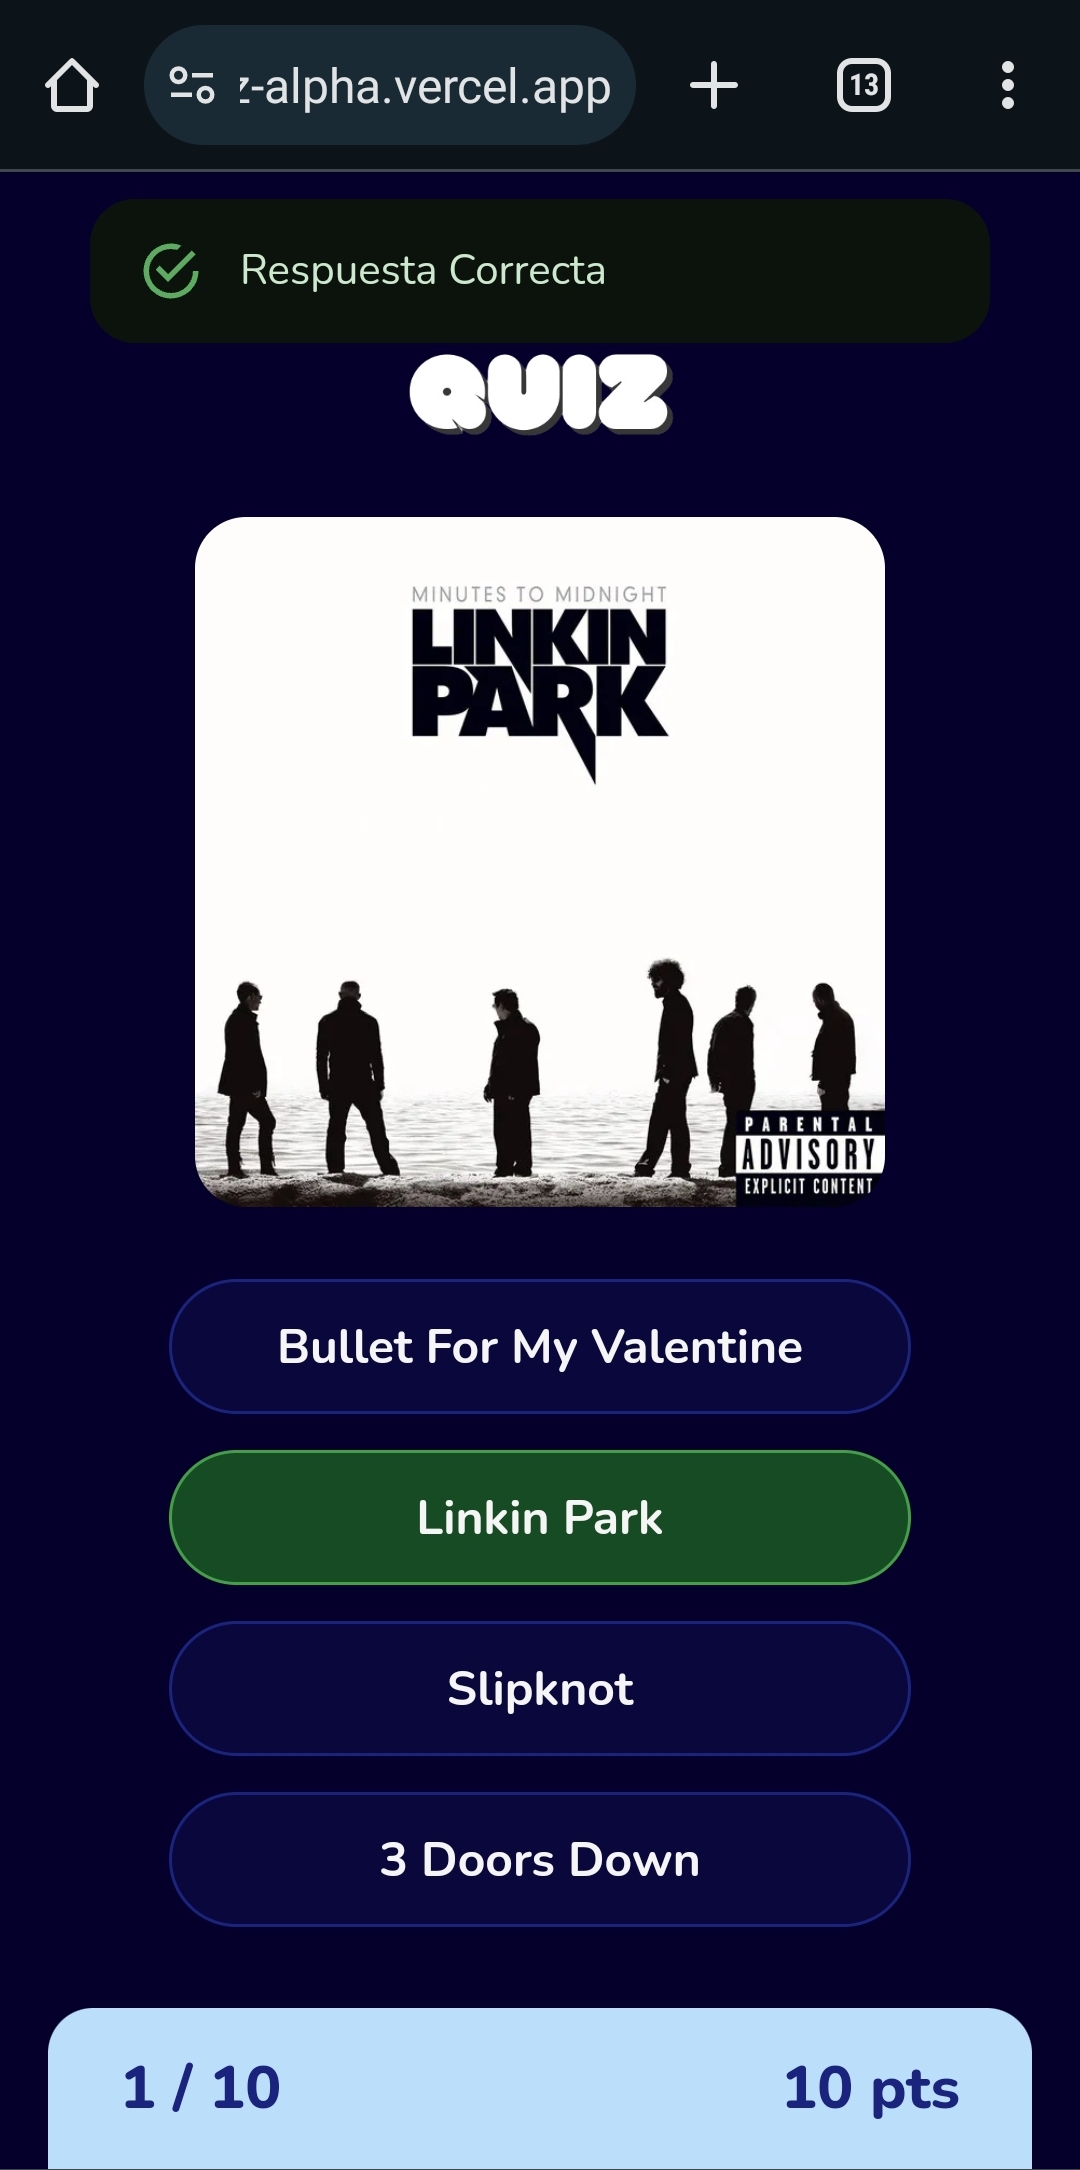 z-alpha.vercel.app
13
Respuesta Correcta
QUIZ
MINUTES TO MIDNIGHT
LINKIN
PARK
PARENTAL
ADVISORY
EXPLICIT CONTENT
Bullet For My Valentine
Linkin Park
Slipknot
3 Doors Down
1 / 10
10 pts